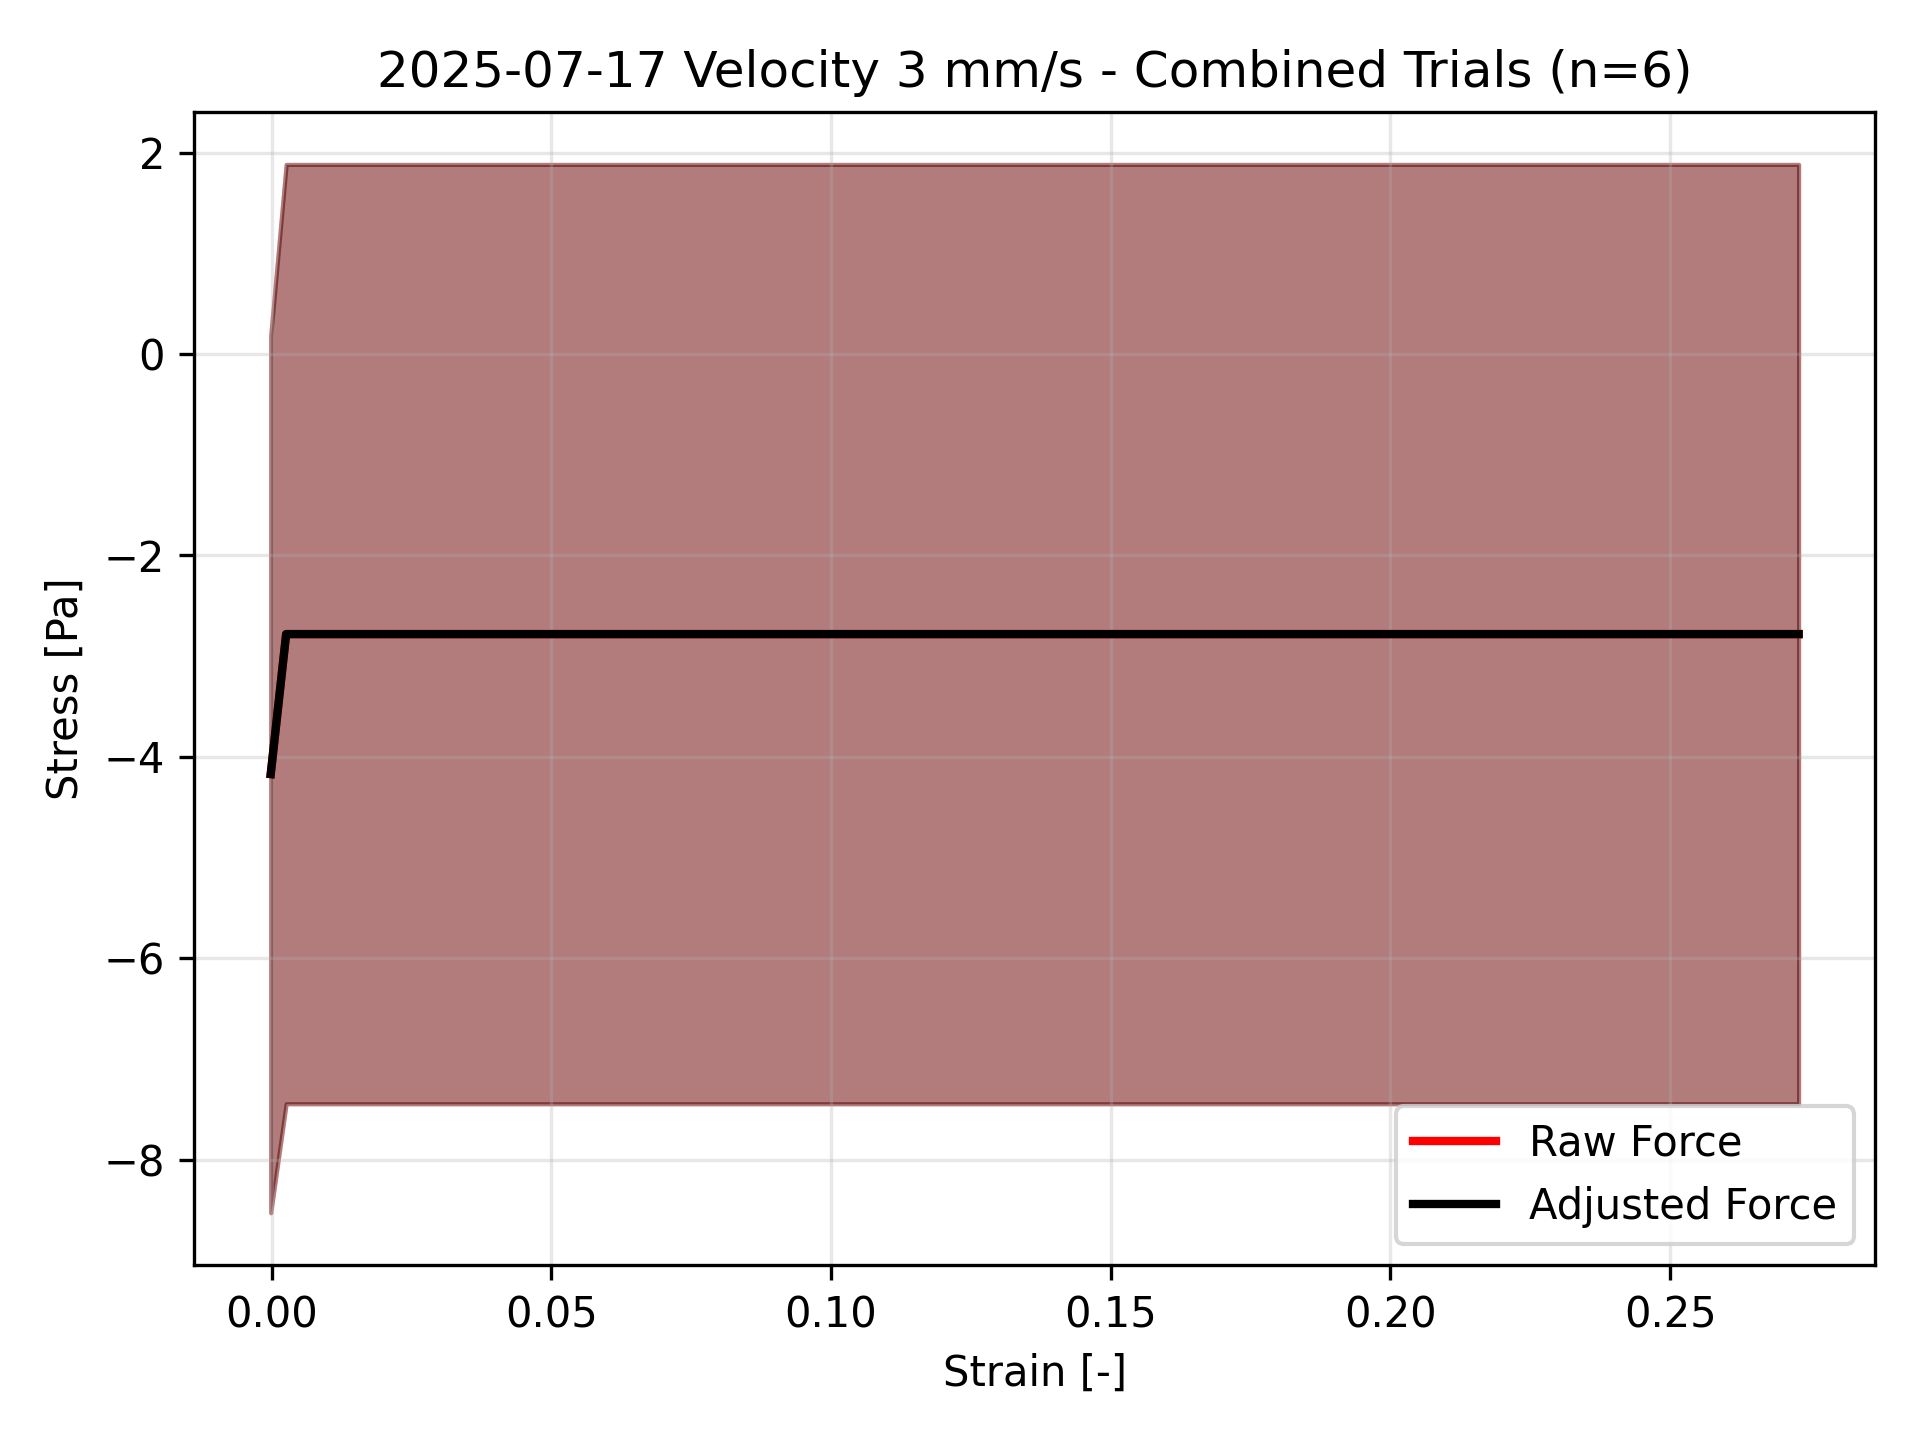 2025-07-17 Velocity 3 mm/s - Combined Trials (n=6)
2
0
−2
−4
−6
−8
Stress [Pa]
Raw Force
Adjusted Force
0.00 0.05 0.10 0.15 0.20 0.25
Strain [-]